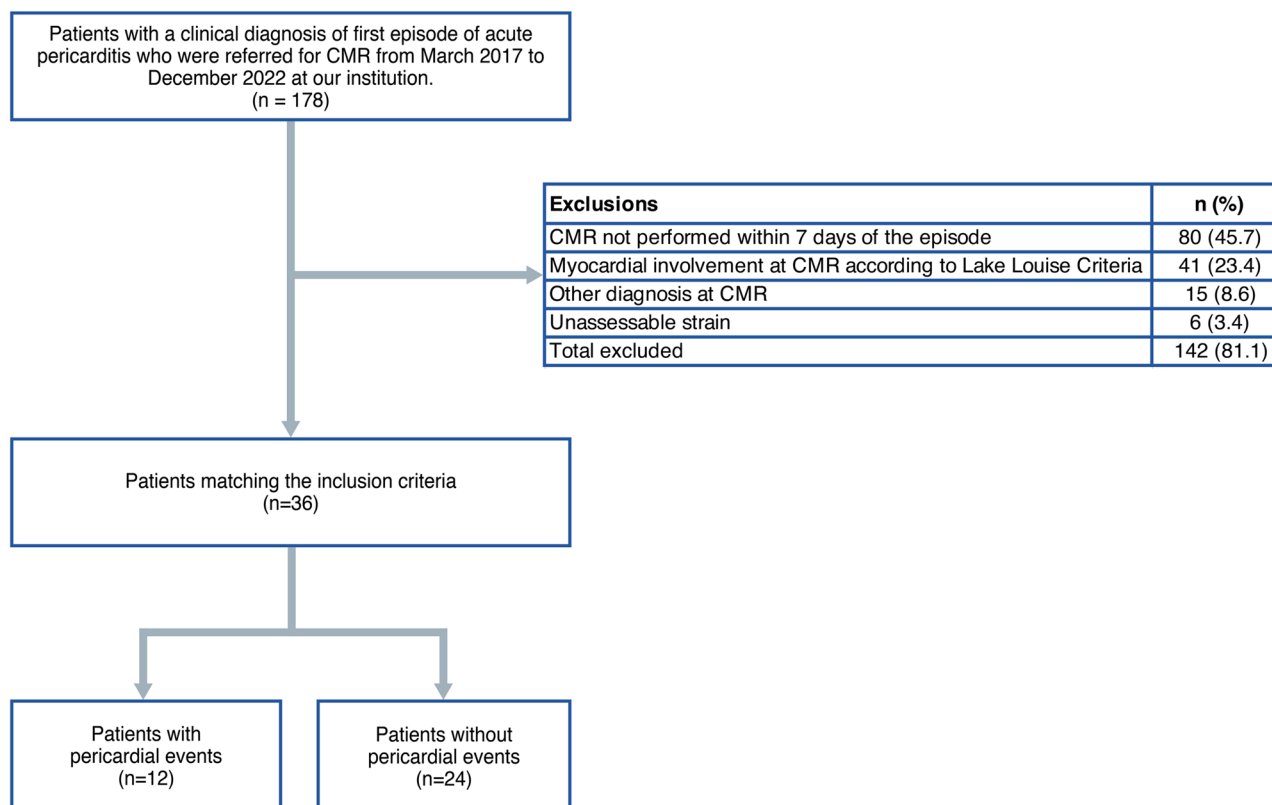 Patients with a clinical diagnosis of first episode of acute
pericarditis who were referred for CMR from March 2017 to
December 2022 at our institution.
(n = 178)
Exclusions n (%)
CMR not performed within 7 days of the episode 80 (45.7)
Myocardial involvement at CMR according to Lake Louise Criteria 41 (23.4)
Other diagnosis at CMR 15 (8.6)
Unassessable strain 6 (3.4)
Total excluded 142 (81.1)
Patients matching the inclusion criteria
(n=36)
Patients with
pericardial events
(n=12)
Patients without
pericardial events
(n=24)